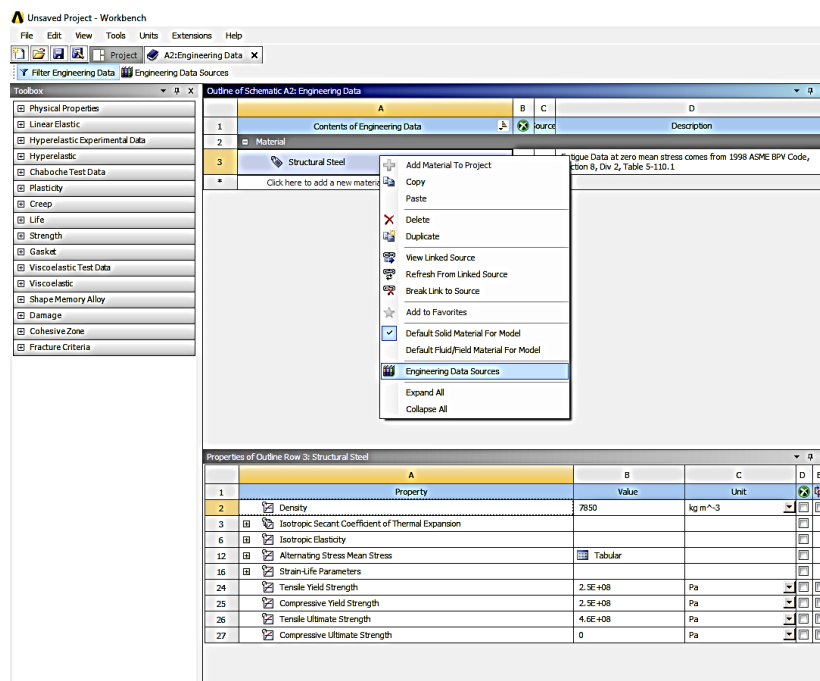 Unsaved Project - Workbench
File Edit View Tools Units Extensions Help
Project A2:Engineering Data
Filter Engineering Data Engineering Data Sources
Toolbox
Physical Properties
Linear Elastic
Hyperelastic Experimental Data
Hyperelastic
Chaboche Test Data
Plasticity
Creep
Life
Strength
Gasket
Viscoelastic Test Data
Viscoelastic
Shape Memory Alloy
Damage
Cohesive Zone
Fracture Criteria
Outline of Schematic A2: Engineering Data
A B C D
1 Contents of Engineering Data Source Description
2 Material
3 Structural Steel Fatigue Data at zero mean stress comes from 1998 ASME BPV Code,
Section 8, Div 2, Table 5-110.1
* Click here to add a new material
Add Material To Project
Copy
Paste
Delete
Duplicate
View Linked Source
Refresh From Linked Source
Break Link to Source
Add to Favorites
Default Solid Material For Model
Default Fluid/Field Material For Model
Engineering Data Sources
Expand All
Collapse All
Properties of Outline Row 3: Structural Steel
A B C D E
1 Property Value Unit
2 Density 7850 kg m^-3
3 Isotropic Secant Coefficient of Thermal Expansion
6 Isotropic Elasticity
12 Alternating Stress Mean Stress Tabular
16 Strain-Life Parameters
24 Tensile Yield Strength 2.5E+08 Pa
25 Compressive Yield Strength 2.5E+08 Pa
26 Tensile Ultimate Strength 4.6E+08 Pa
27 Compressive Ultimate Strength 0 Pa